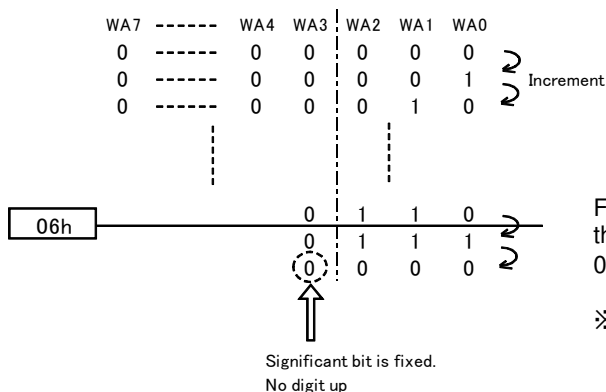 WA7 ------ WA4 WA3 WA2 WA1 WA0
0 ------ 0 0 0 0 0
0 ------ 0 0 0 0 1
Increment
0 ------ 0 0 0 1 0
0 1 1 0
06h
0 1 1 1
0 0 0 0
Significant bit is fixed.
No digit up
F
th
0
※